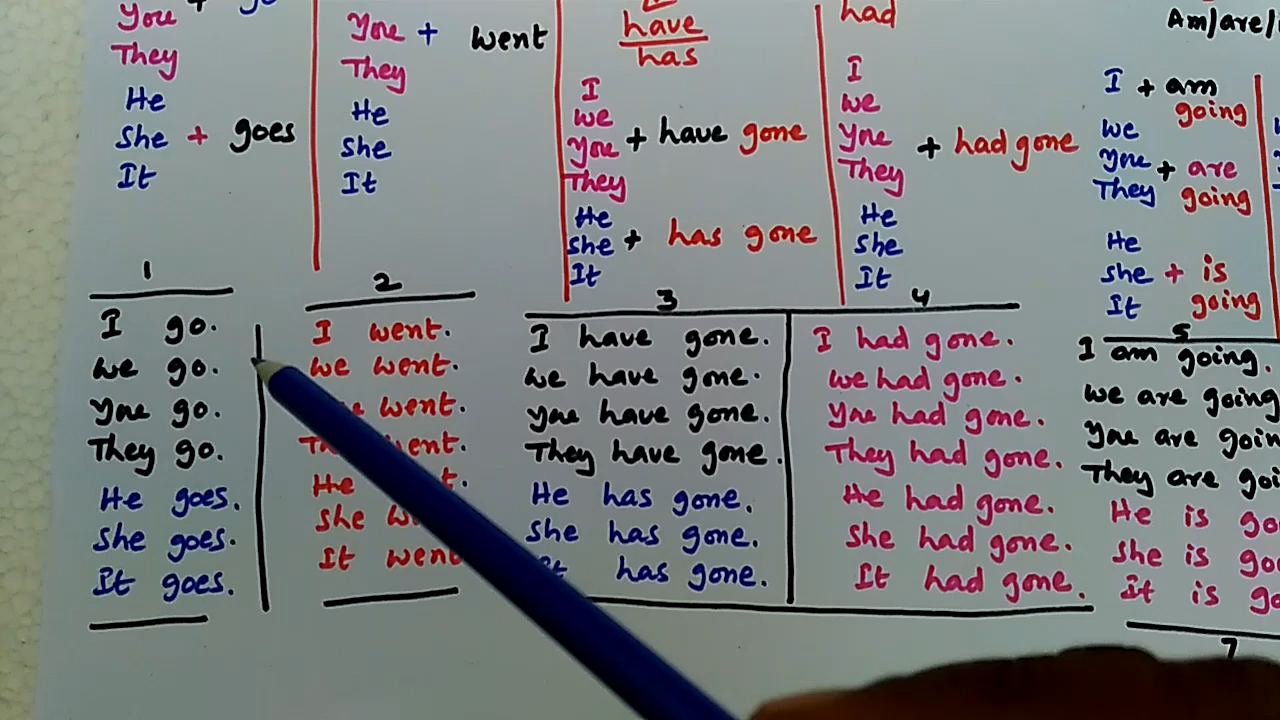 You +
They
He
She + goes
It
You + went
They
He
She
It
have
has
I
we
You + have gone
They
He
she + has gone
It
had
I
we
You + had gone
They
He
She
It
Am/are/
I + am
going
we
You + are
They going
He
she + is
It going
1
I go.
we go.
You go.
They go.
He goes.
She goes.
It goes.
2
I went.
we went.
went.
He
She
It went
3
I have gone.
we have gone.
You have gone.
They have gone.
He has gone.
She has gone.
has gone.
4
I had gone.
we had gone.
You had gone.
They had gone.
He had gone.
She had gone.
It had gone.
5
I am going.
we are going
You are
They are
He is
She is
It is
7